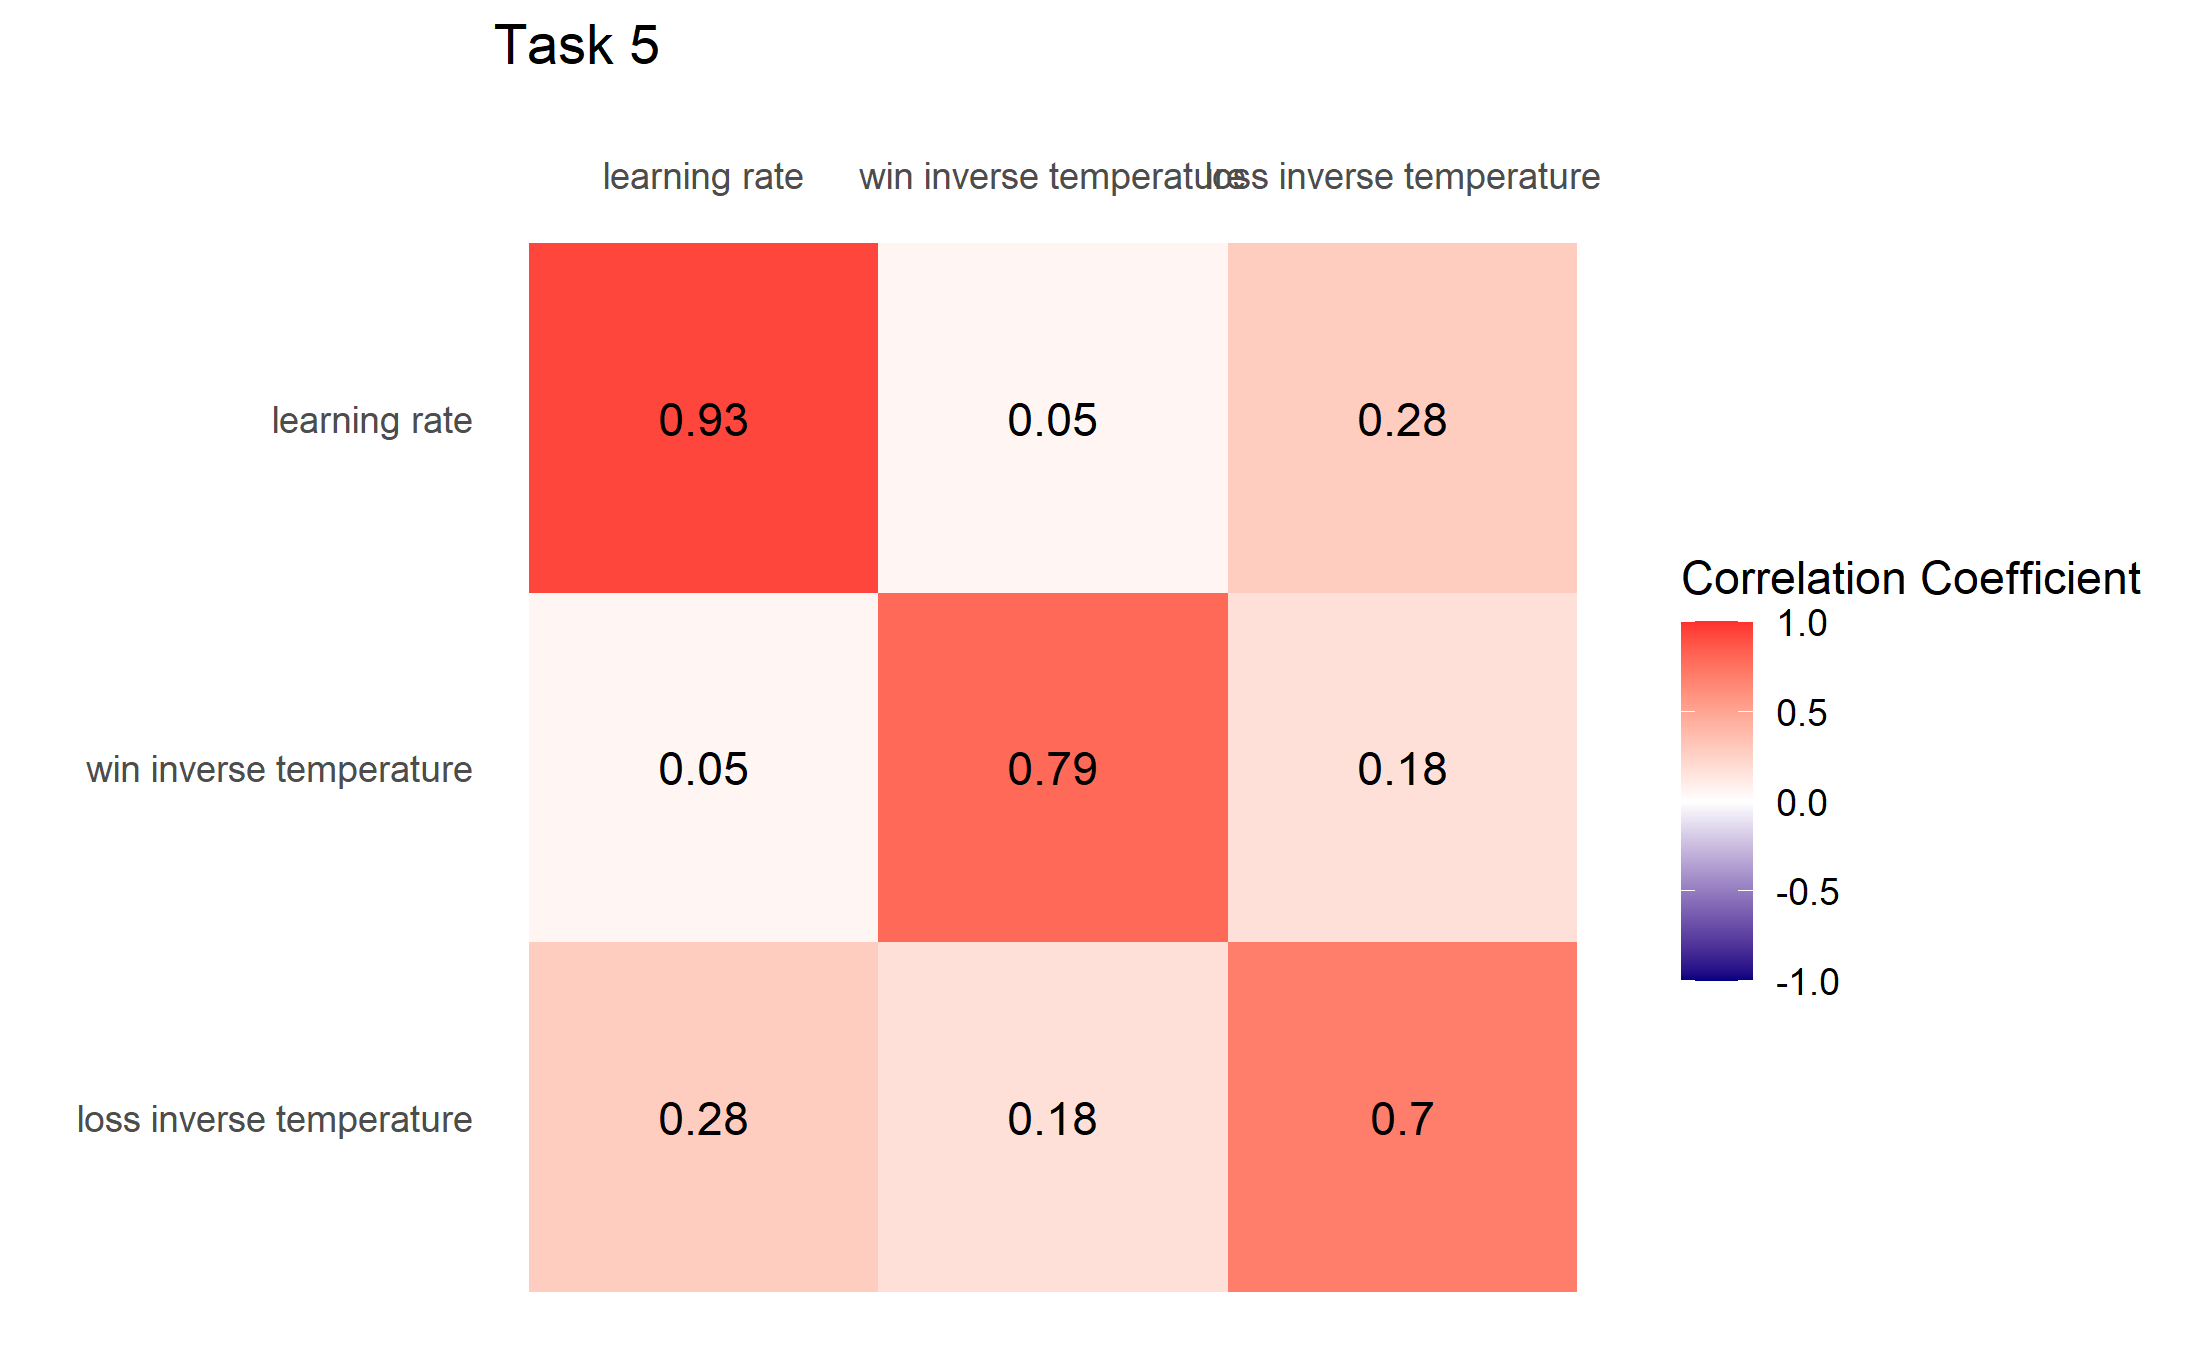 Task 5
learning rate win inverse temperature loss inverse temperature
learning rate 0.93 0.05 0.28
win inverse temperature 0.05 0.79 0.18
loss inverse temperature 0.28 0.18 0.7
Correlation Coefficient
1.0
0.5
0.0
-0.5
-1.0